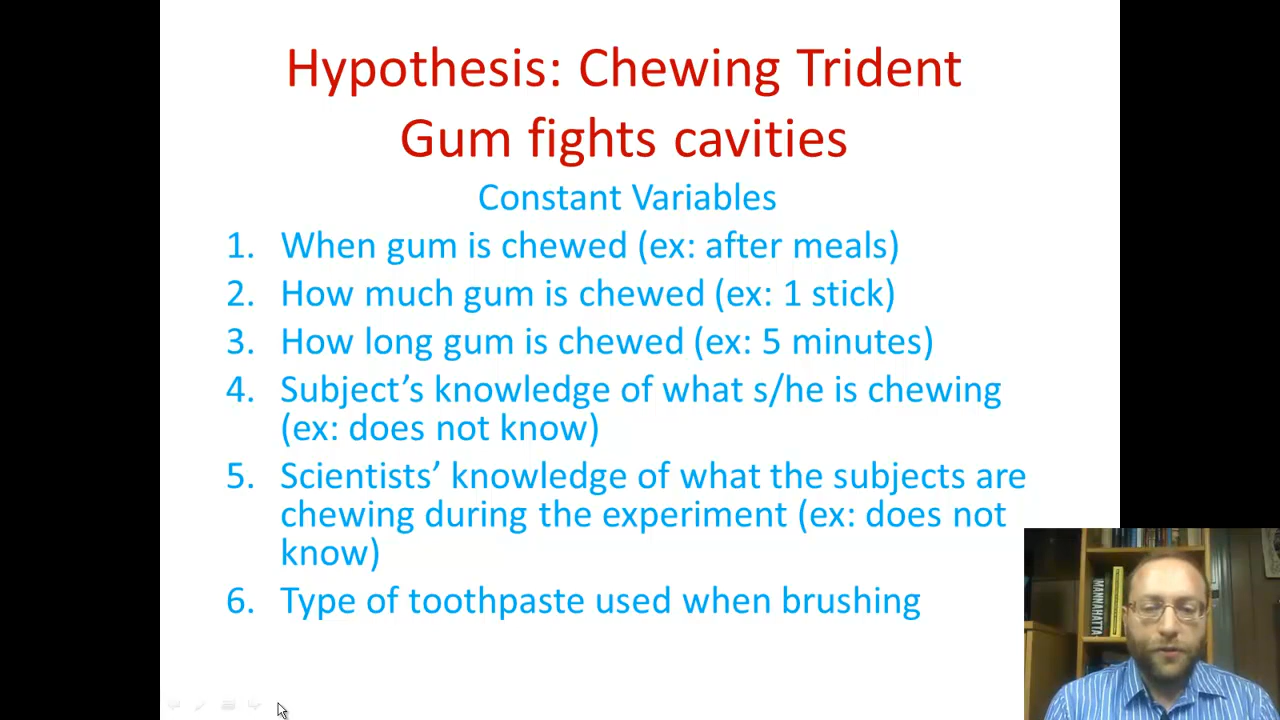 Hypothesis: Chewing Trident
Gum fights cavities
Constant Variables
1. When gum is chewed (ex: after meals)
2. How much gum is chewed (ex: 1 stick)
3. How long gum is chewed (ex: 5 minutes)
4. Subject’s knowledge of what s/he is chewing
(ex: does not know)
5. Scientists’ knowledge of what the subjects are
chewing during the experiment (ex: does not
know)
6. Type of toothpaste used when brushing
MANNAHATTA